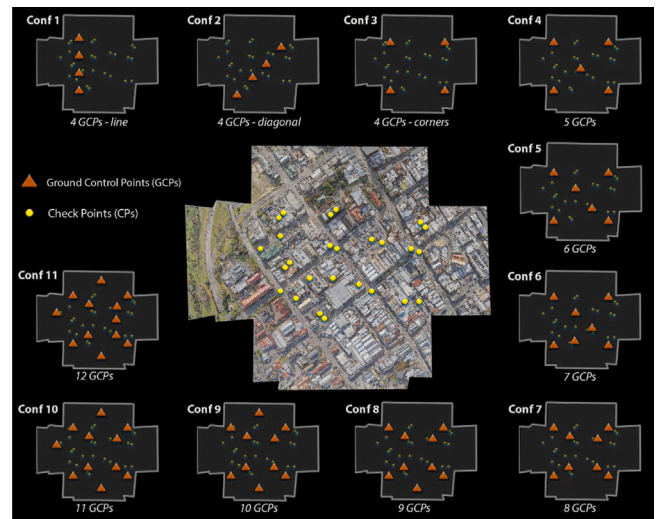 Conf 1
Conf 2
Conf 3
Conf 4
4 GCPs - line
4 GCPs - diagonal
4 GCPs - corners
5 GCPs
Conf 5
Ground Control Points (GCPs)
Check Points (CPs)
6 GCPs
Conf 11
Conf 6
12 GCPs
7 GCPs
Conf 10
Conf 9
Conf 8
Conf 7
11 GCPs
10 GCPs
9 GCPs
8 GCPs